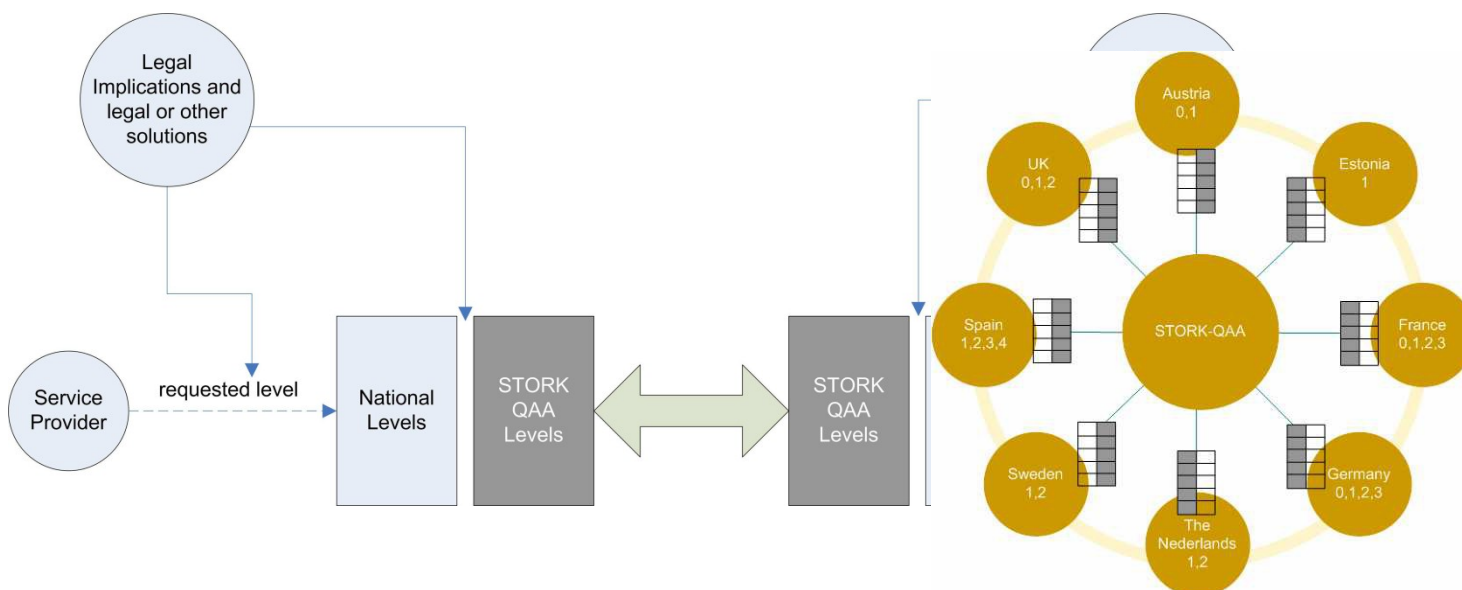 Legal
Implications and
legal or other
solutions
Service
Provider
requested level
National
Levels
STORK
QAA
Levels
STORK
QAA
Levels
Austria
0,1
UK
0,1,2
Estonia
1
Spain
1,2,3,4
STORK-QAA
France
0,1,2,3
Sweden
1,2
Germany
0,1,2,3
The
Nederlands
1,2